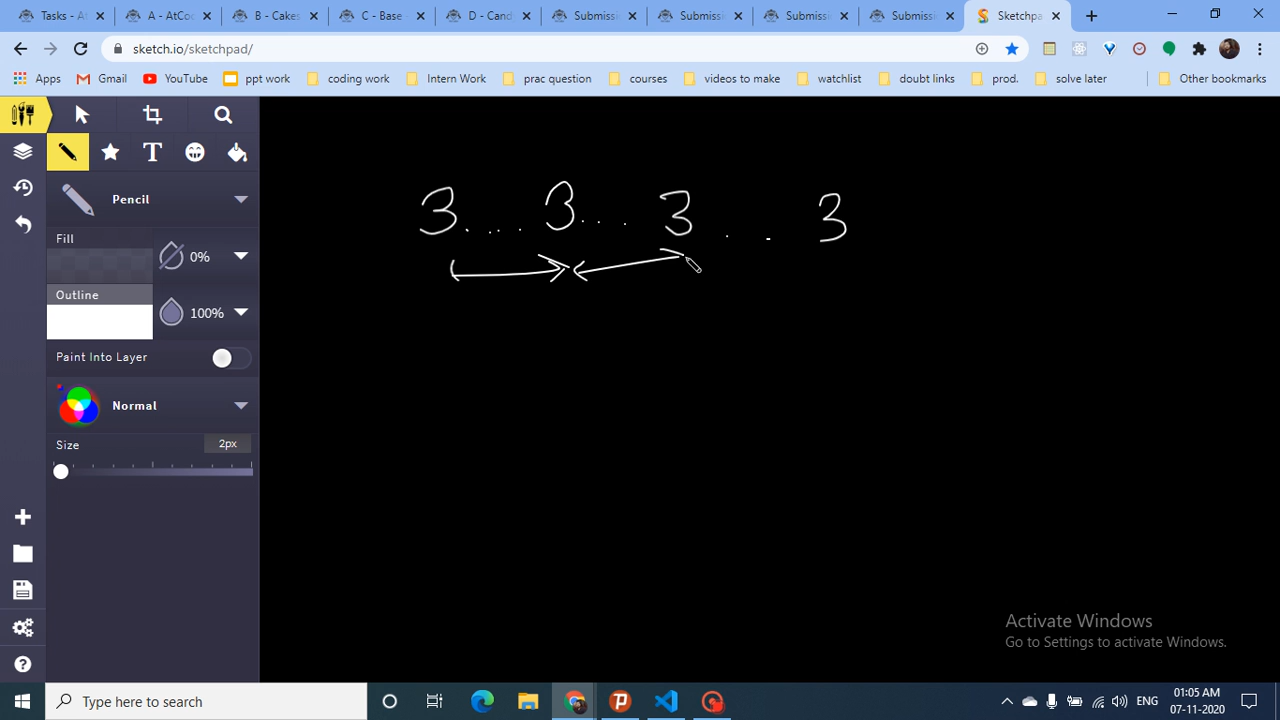 Tasks - At
A - AtCo
B - Cakes
C - Base
D - Cand
Submissi
Submiss
Submiss
Submiss
Sketchpa
sketch.io/sketchpad/
Apps
Gmail
YouTube
ppt work
coding work
Intern Work
prac question
courses
videos to make
watchlist
doubt links
prod.
solve later
Other bookmarks
Pencil
Fill
0%
Outline
100%
Paint Into Layer
Normal
Size
2px
3. ... 3. . . 3 . . 3
Activate Windows
Go to Settings to activate Windows.
Type here to search
ENG
01:05 AM
07-11-2020